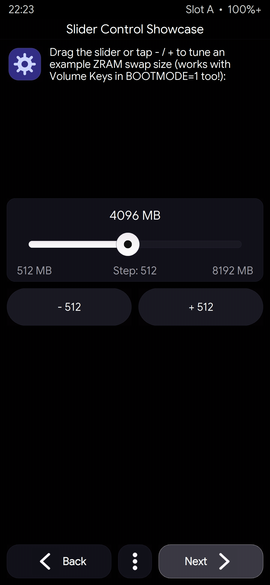 22:23
Slot A • 100%+
Slider Control Showcase
Drag the slider or tap - / + to tune an
example ZRAM swap size (works with
Volume Keys in BOOTMODE=1 too!):
4096 MB
512 MB
Step: 512
8192 MB
- 512
+ 512
Back
Next